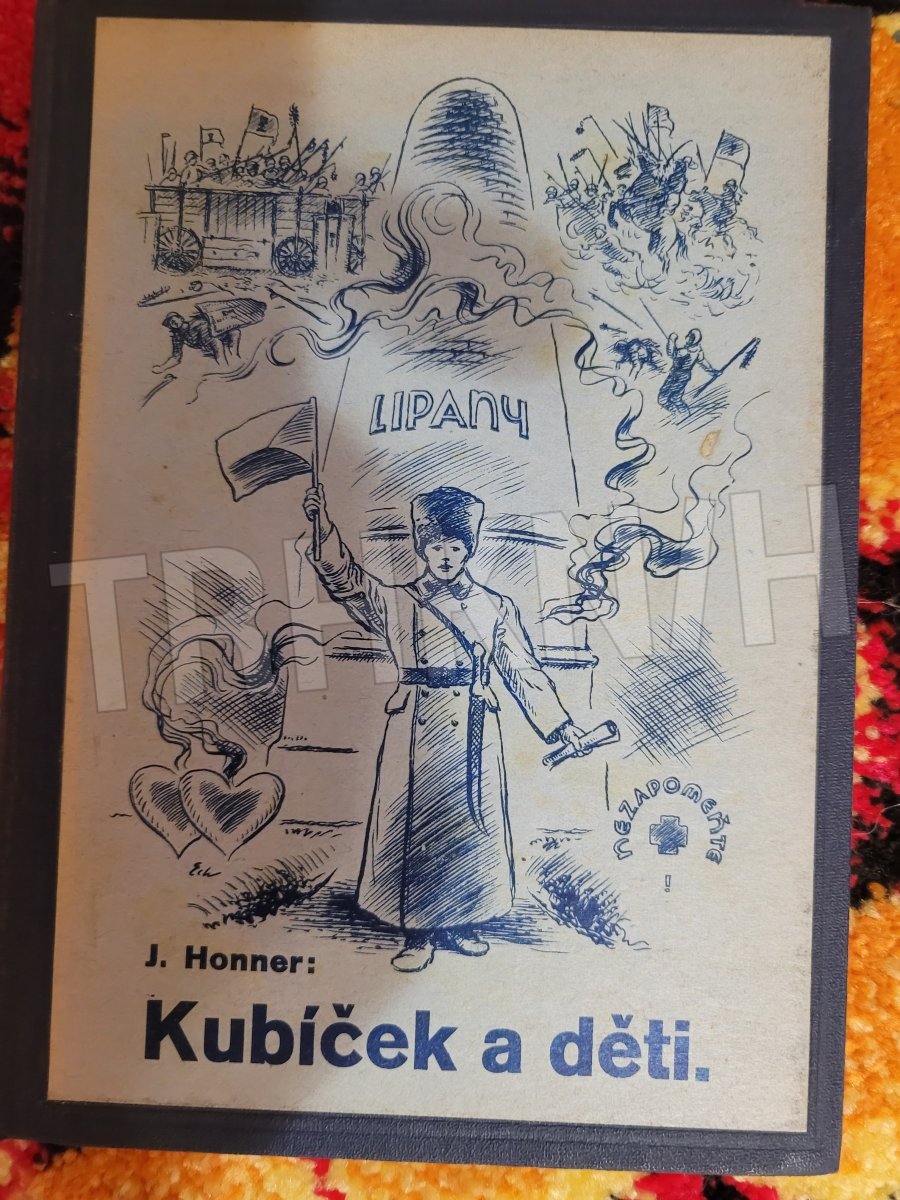 LIPANY
NEZAPOMEŇTE
!
J. Honner:
Kubíček a děti.